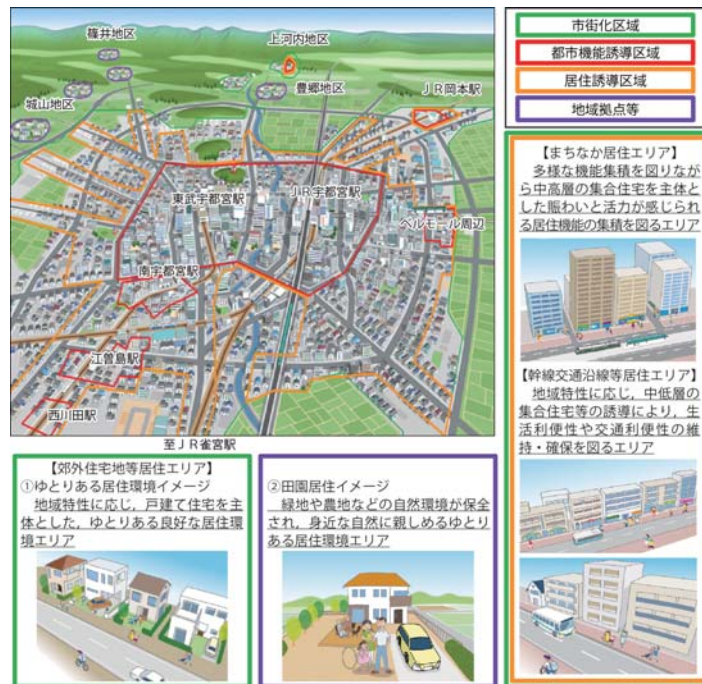 篠井地区
上河内地区
城山地区
豊郷地区
JR岡本駅
東武宇都宮駅
JR宇都宮駅
ベルモール周辺
南宇都宮駅
江曽島駅
西川田駅
至JR雀宮駅
市街化区域
都市機能誘導区域
居住誘導区域
地域拠点等
【まちなか居住エリア】
多様な機能集積を図りなが
ら中高層の集合住宅を主体
とした賑わいと活力が感じられ
る居住機能の集積を図るエリア
【幹線交通沿線等居住エリア】
地域特性に応じ，中低層の
集合住宅等の誘導により，生
活利便性や交通利便性の維
持・確保を図るエリア
【郊外住宅地等居住エリア】
①ゆとりある居住環境イメージ
地域特性に応じ，戸建て住宅を主
体とした，ゆとりある良好な居住環
境エリア
②田園居住イメージ
緑地や農地などの自然環境が保全
され，身近な自然に親しめるゆとり
ある居住環境エリア